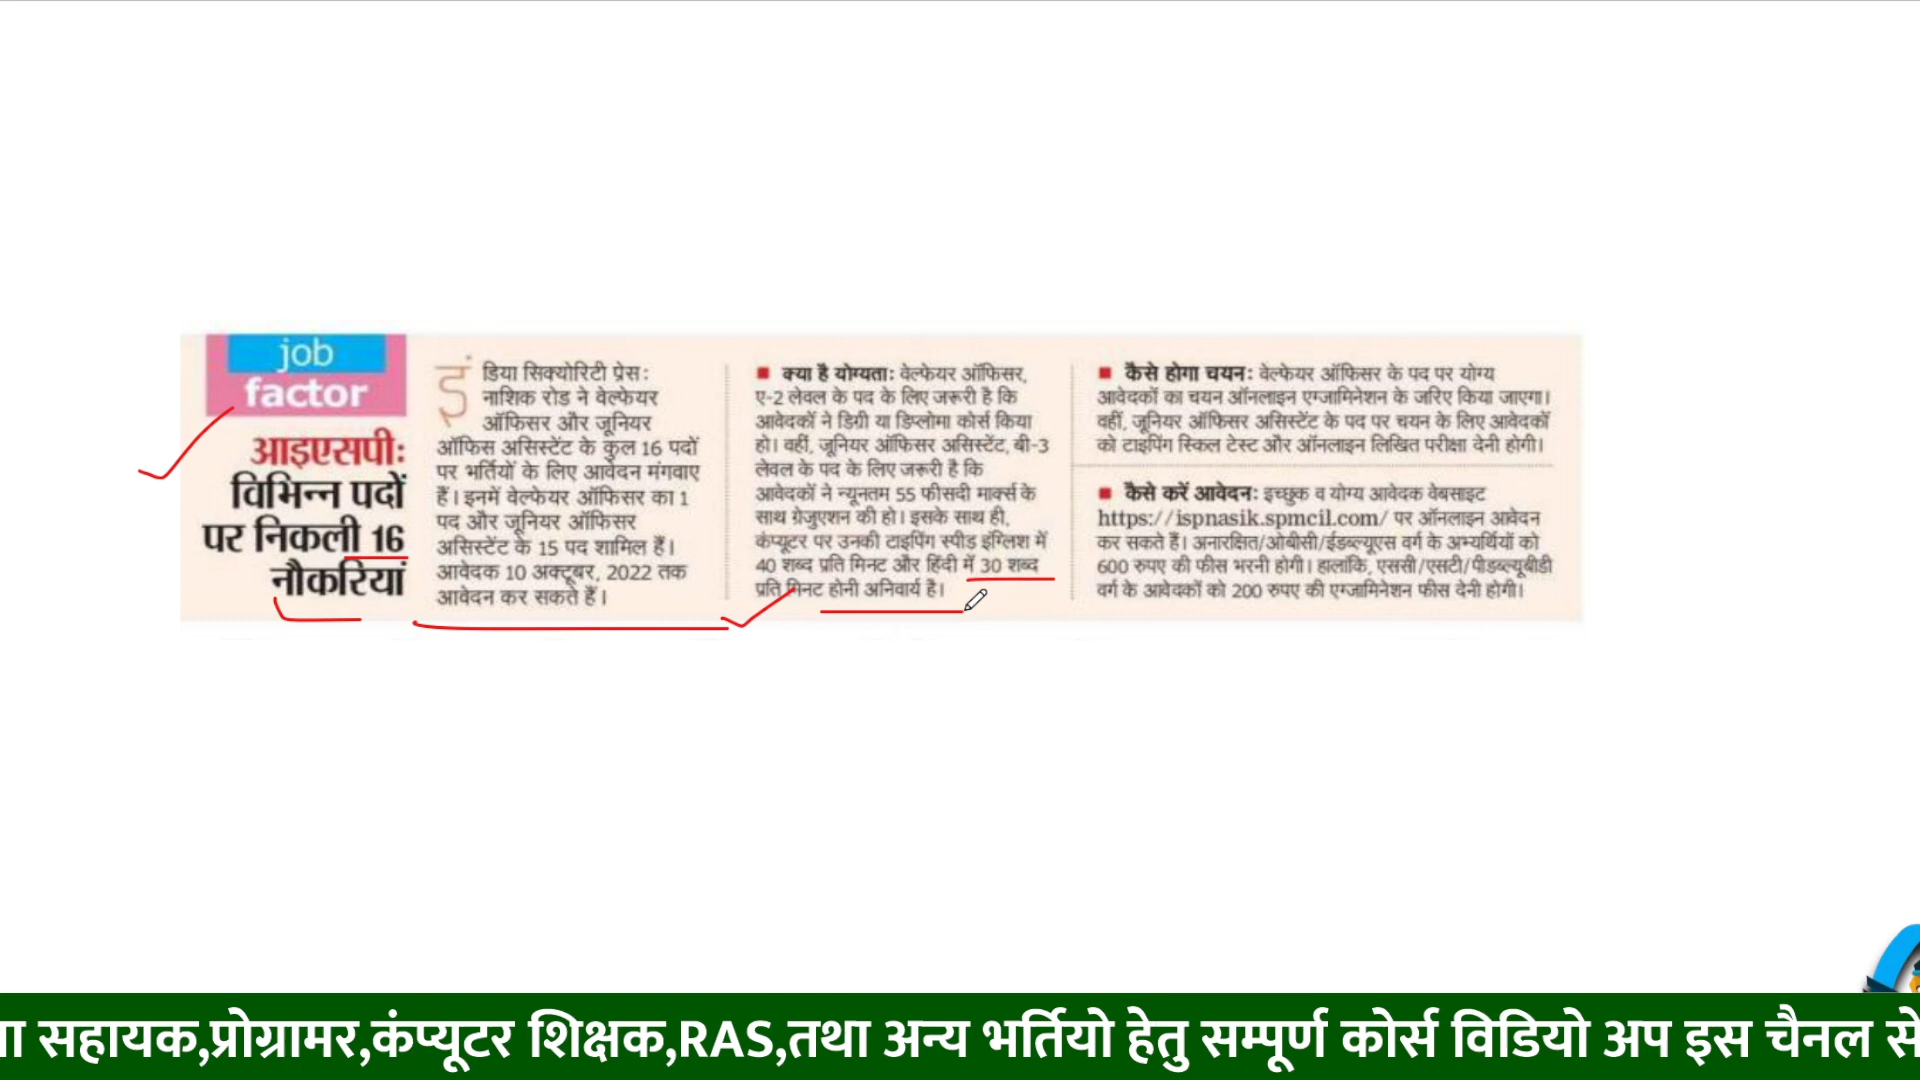 job
factor
आइएसपी:
विभिन्न पदों
पर निकली 16
नौकरियां
इंडिया सिक्योरिटी प्रेस:
नाशिक रोड ने वेल्फेयर
ऑफिसर और जूनियर
ऑफिस असिस्टेंट के कुल 16 पदों
पर भर्तियों के लिए आवेदन मंगवाए
हैं। इनमें वेल्फेयर ऑफिसर का 1
पद और जूनियर ऑफिसर
असिस्टेंट के 15 पद शामिल हैं।
आवेदक 10 अक्टूबर, 2022 तक
आवेदन कर सकते हैं।
क्या है योग्यता: वेल्फेयर ऑफिसर,
ए-2 लेवल के पद के लिए जरूरी है कि
आवेदकों ने डिग्री या डिप्लोमा कोर्स किया
हो। वहीं, जूनियर ऑफिसर असिस्टेंट, बी-3
लेवल के पद के लिए जरूरी है कि
आवेदकों ने न्यूनतम 55 फीसदी मार्क्स के
साथ ग्रेजुएशन की हो। इसके साथ ही,
कंप्यूटर पर उनकी टाइपिंग स्पीड इंग्लिश में
40 शब्द प्रति मिनट और हिंदी में 30 शब्द
प्रति मिनट होनी अनिवार्य है।
कैसे होगा चयन: वेल्फेयर ऑफिसर के पद पर योग्य
आवेदकों का चयन ऑनलाइन एग्जामिनेशन के जरिए किया जाएगा।
वहीं, जूनियर ऑफिसर असिस्टेंट के पद पर चयन के लिए आवेदकों
को टाइपिंग स्किल टेस्ट और ऑनलाइन लिखित परीक्षा देनी होगी।
कैसे करें आवेदन: इच्छुक व योग्य आवेदक वेबसाइट
https://ispnasik.spmcil.com/ पर ऑनलाइन आवेदन
कर सकते हैं। अनारक्षित/ओबीसी/ईडब्ल्यूएस वर्ग के अभ्यर्थियों को
600 रुपए की फीस भरनी होगी। हालांकि, एससी/एसटी/पीडब्ल्यूबीडी
वर्ग के आवेदकों को 200 रुपए की एग्जामिनेशन फीस देनी होगी।
सहायक,प्रोग्रामर,कंप्यूटर शिक्षक,RAS,तथा अन्य भर्तियो हेतु सम्पूर्ण कोर्स विडियो अप इस चैनल से